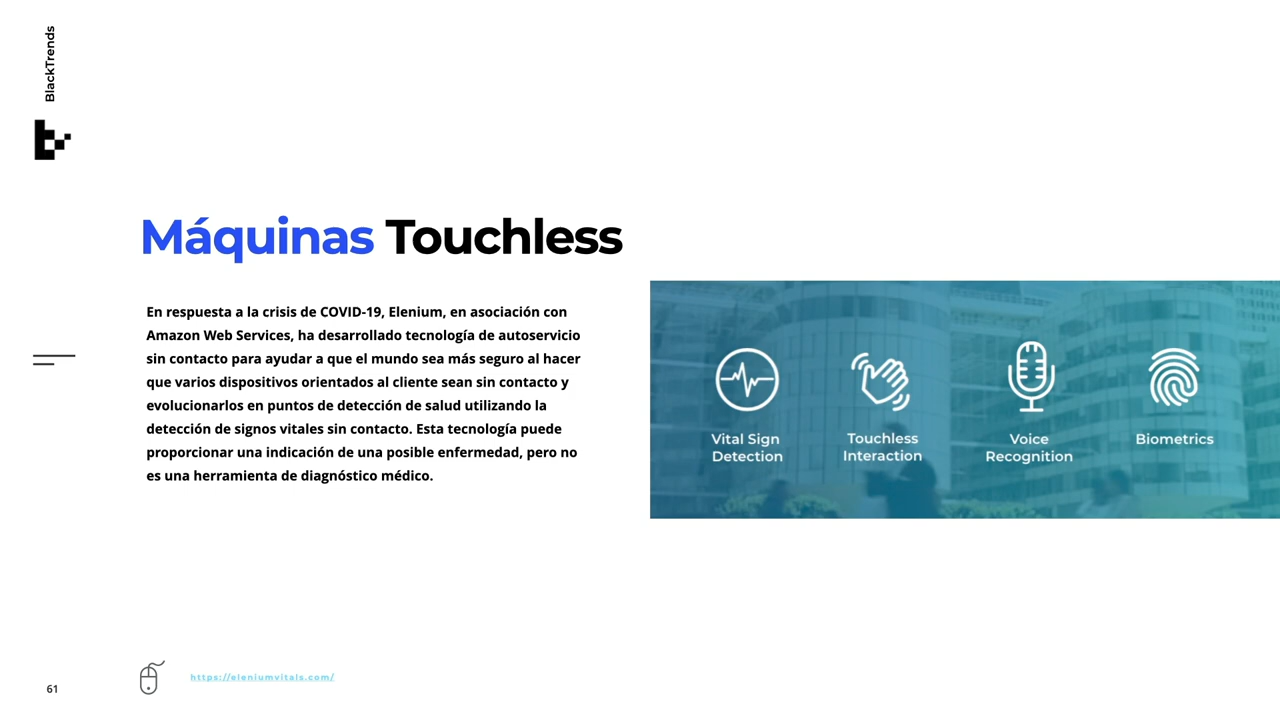 BlackTrends
Máquinas Touchless
En respuesta a la crisis de COVID-19, Elenium, en asociación con
Amazon Web Services, ha desarrollado tecnología de autoservicio
sin contacto para ayudar a que el mundo sea más seguro al hacer
que varios dispositivos orientados al cliente sean sin contacto y
evolucionarlos en puntos de detección de salud utilizando la
detección de signos vitales sin contacto. Esta tecnología puede
proporcionar una indicación de una posible enfermedad, pero no
es una herramienta de diagnóstico médico.
Vital Sign
Detection
Touchless
Interaction
Voice
Recognition
Biometrics
https://eleniumvitals.com/
61